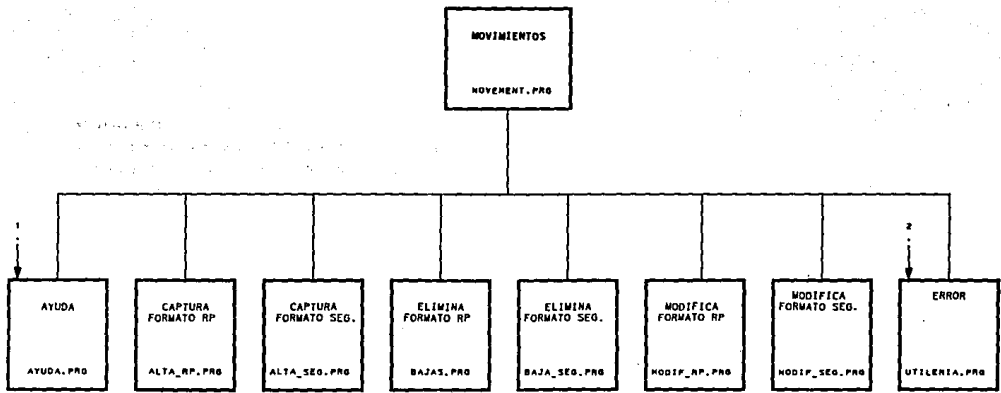 MOVIMIENTOS
MOVEMENT.PRG
1
2
AYUDA
AYUDA.PRG
CAPTURA
FORMATO RP
ALTA_RP.PRG
CAPTURA
FORMATO SEG.
ALTA_SEG.PRG
ELIMINA
FORMATO RP
BAJAS.PRG
ELIMINA
FORMATO SEG.
BAJA_SEG.PRG
MODIFICA
FORMATO RP
MODIF_RP.PRG
MODIFICA
FORMATO SEG.
MODIF_SEG.PRG
ERROR
UTILERIA.PRG